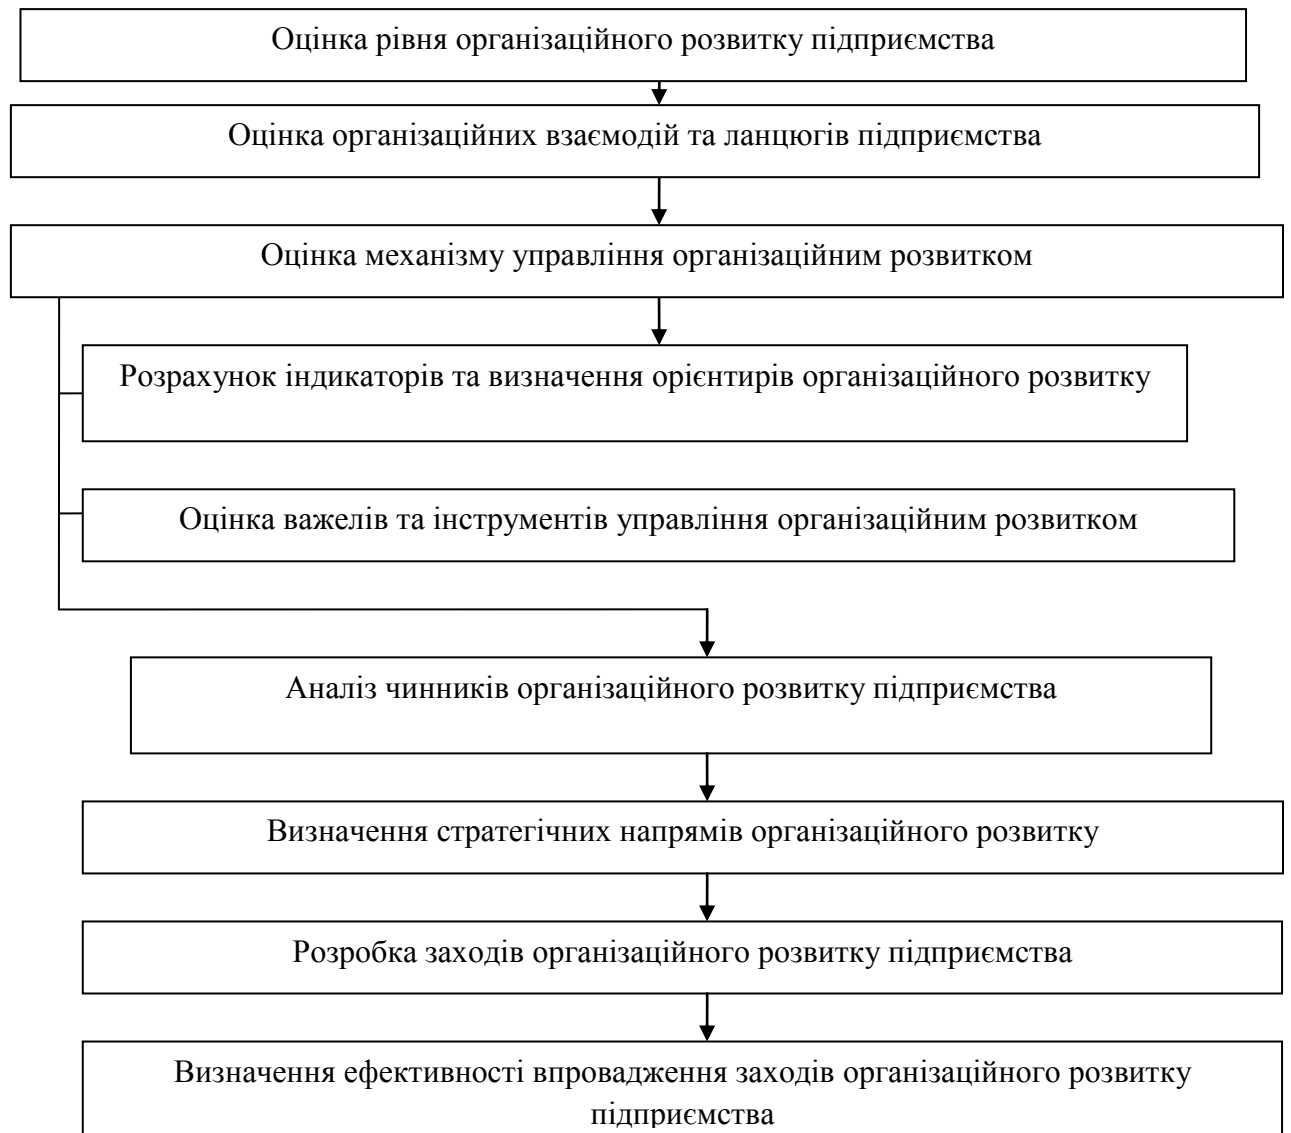 Оцінка рівня організаційного розвитку підприємства
Оцінка організаційних взаємодій та ланцюгів підприємства
Оцінка механізму управління організаційним розвитком
Розрахунок індикаторів та визначення орієнтирів організаційного розвитку
Оцінка важелів та інструментів управління організаційним розвитком
Аналіз чинників організаційного розвитку підприємства
Визначення стратегічних напрямів організаційного розвитку
Розробка заходів організаційного розвитку підприємства
Визначення ефективності впровадження заходів організаційного розвитку
підприємства